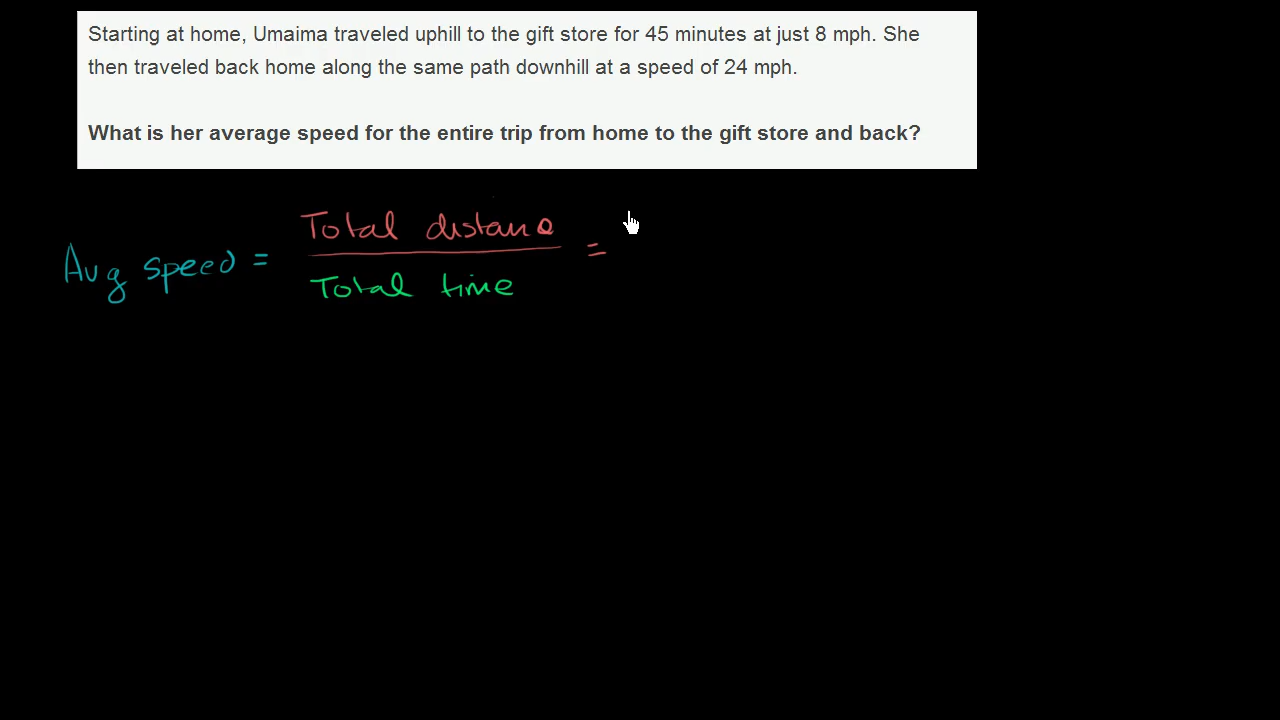 Starting at home, Umaima traveled uphill to the gift store for 45 minutes at just 8 mph. She
then traveled back home along the same path downhill at a speed of 24 mph.
What is her average speed for the entire trip from home to the gift store and back?
Avg speed = Total distance =
Total time